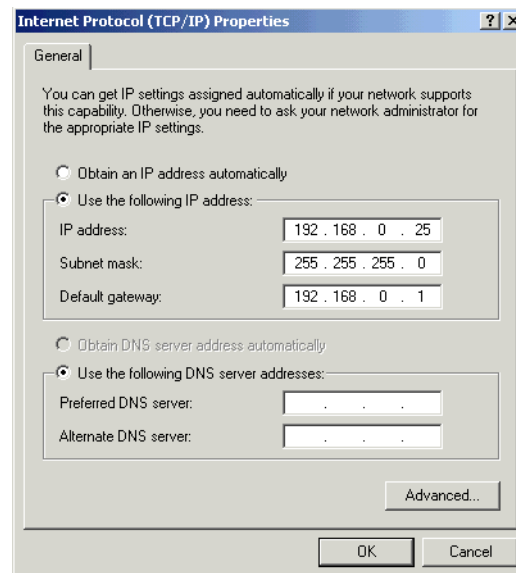 Internet Protocol (TCP/IP) Properties
General
You can get IP settings assigned automatically if your network supports
this capability. Otherwise, you need to ask your network administrator for
the appropriate IP settings.
Obtain an IP address automatically
Use the following IP address:
IP address: 192 . 168 . 0 . 25
Subnet mask: 255 . 255 . 255 . 0
Default gateway: 192 . 168 . 0 . 1
Obtain DNS server address automatically
Use the following DNS server addresses:
Preferred DNS server: . . .
Alternate DNS server: . . .
Advanced...
OK Cancel